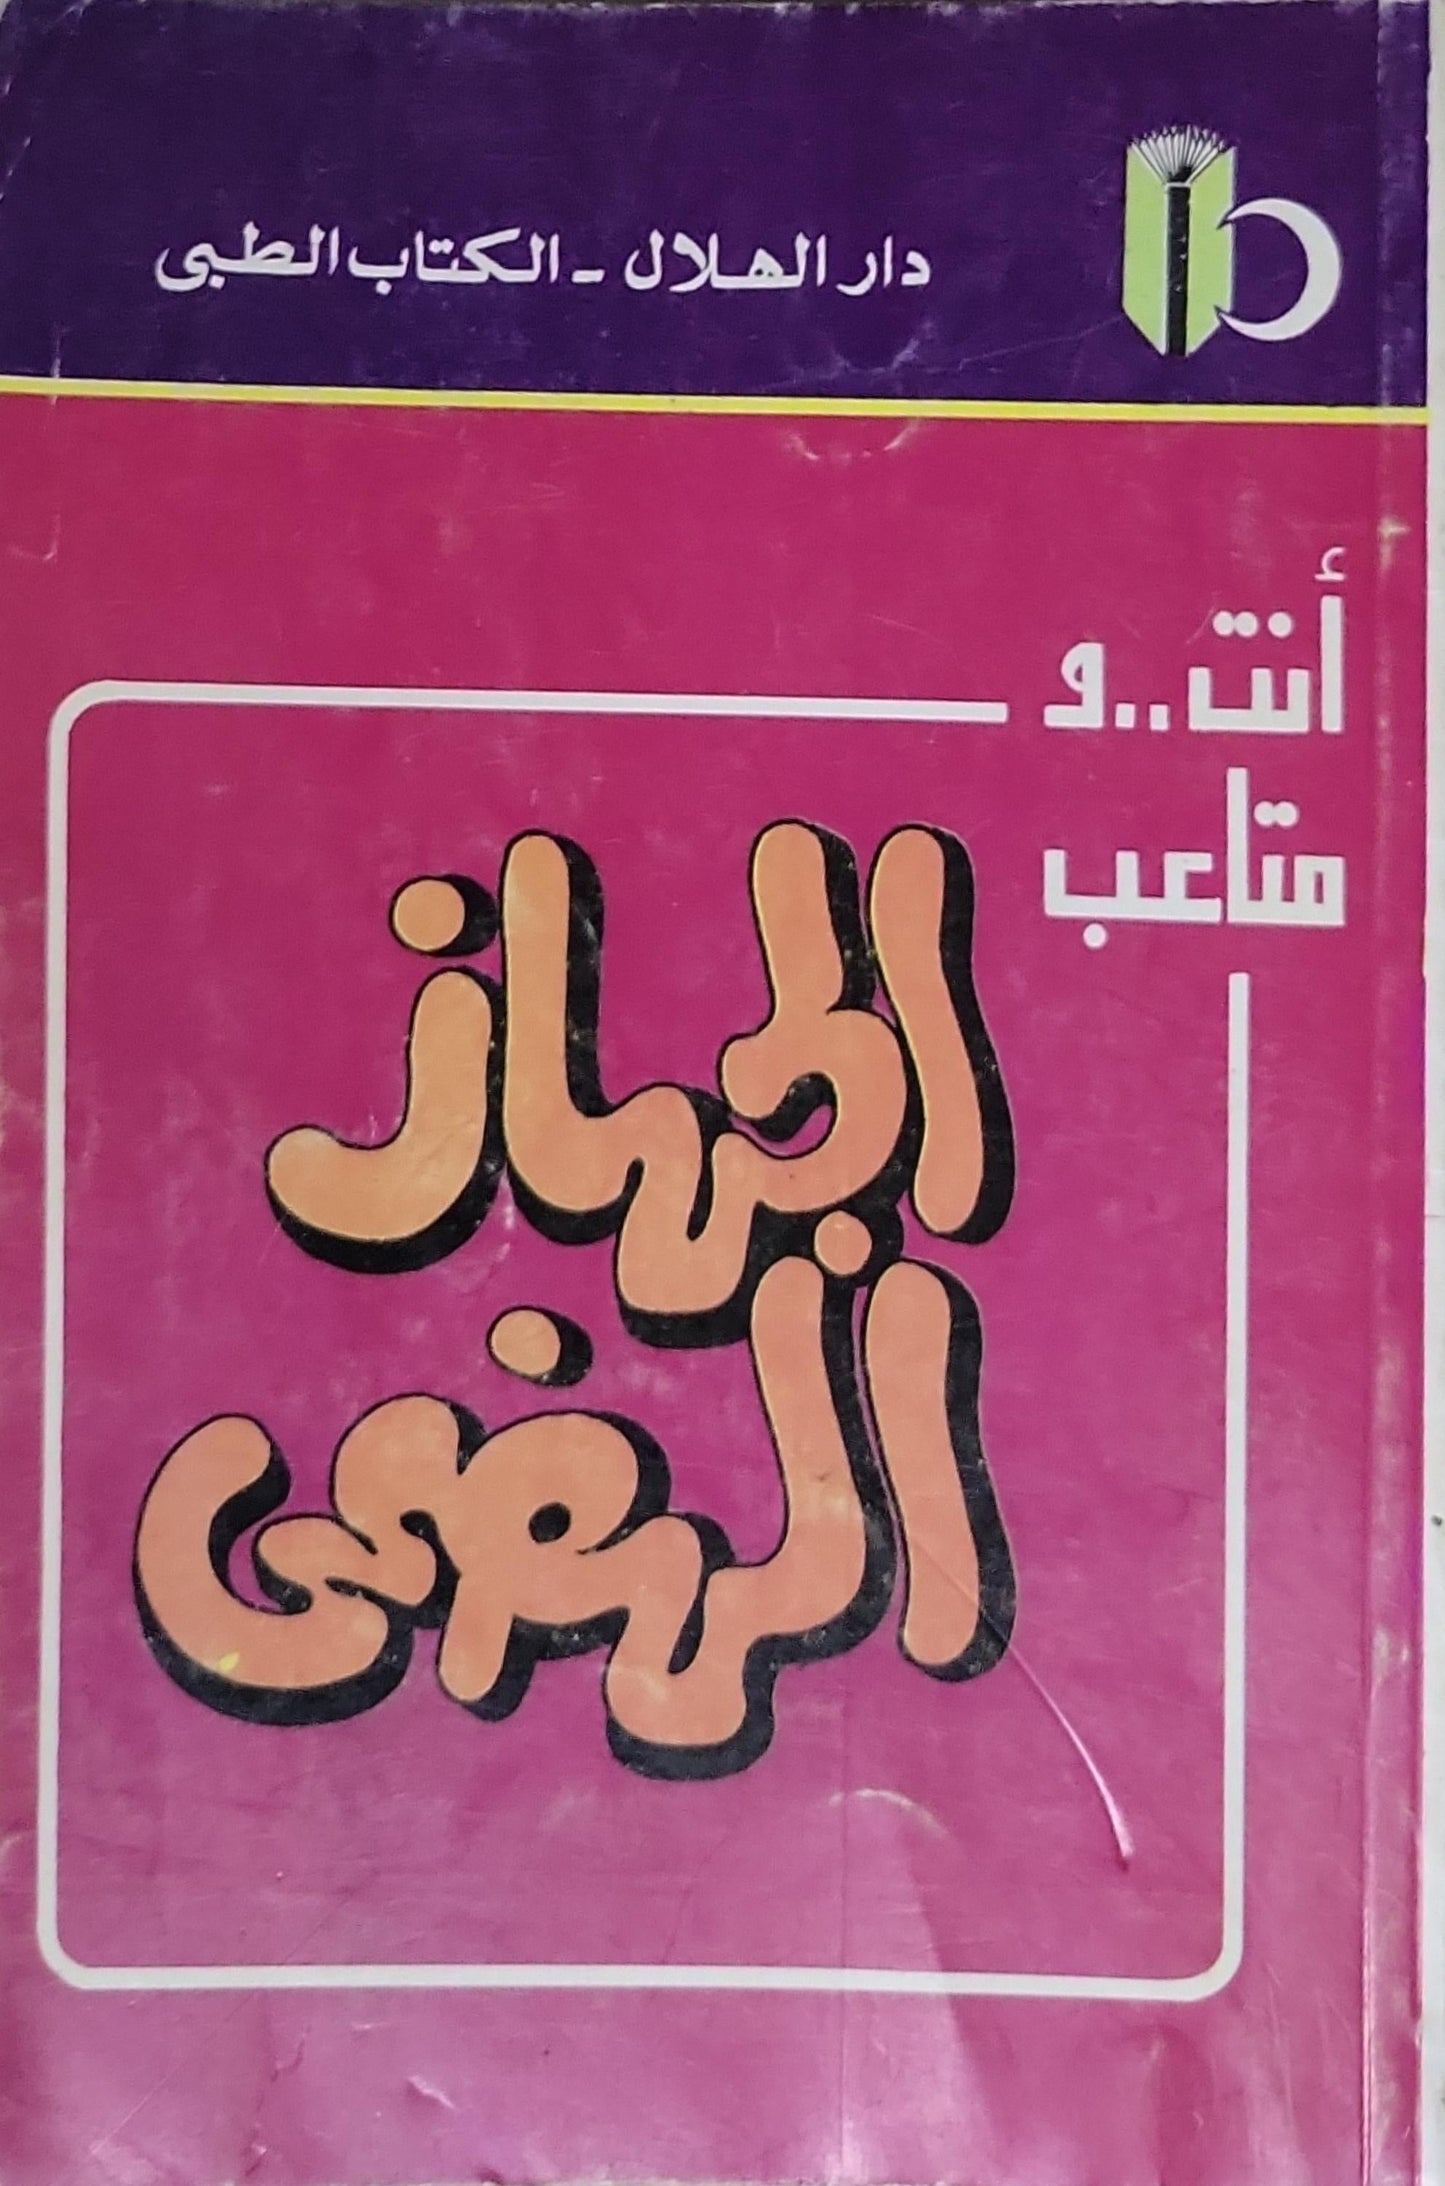 دار الهلال - الكتاب الطبى
أنت .. و
متاعب
الجهاز
الهضمى